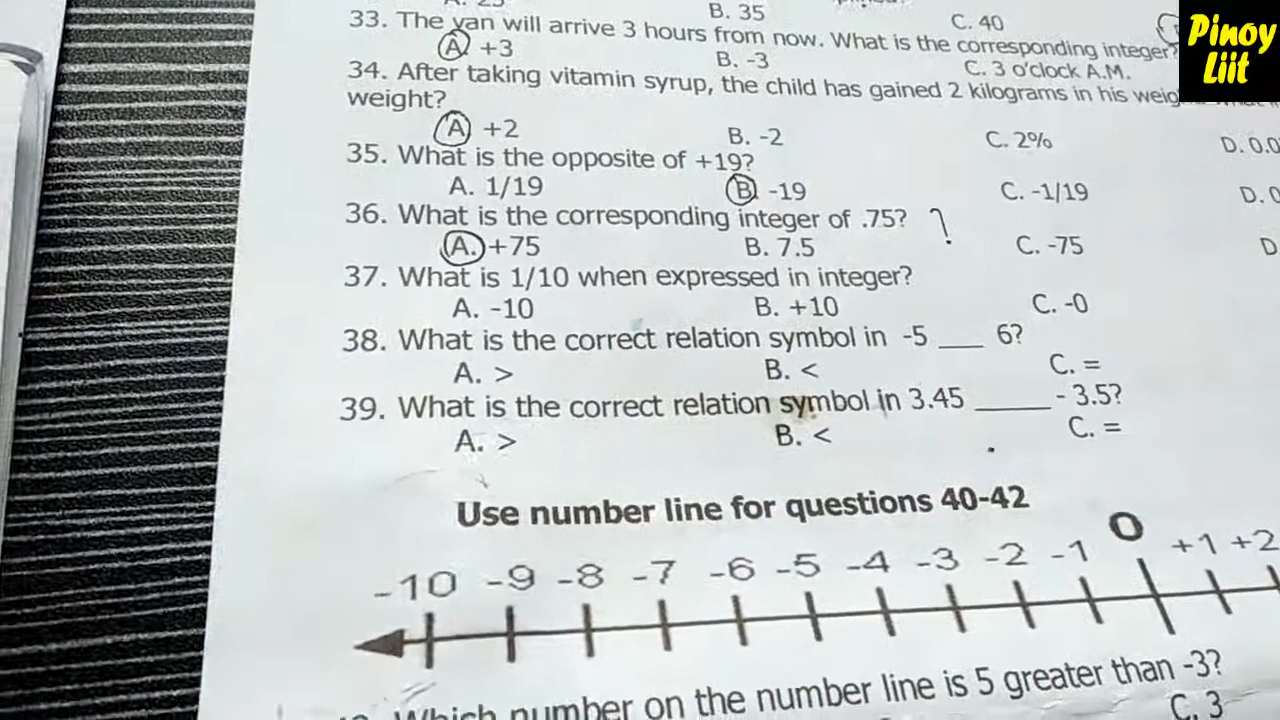 B. 35
C. 40
33. The van will arrive 3 hours from now. What is the corresponding integer?
A +3
B. -3
C. 3 o'clock A.M.
34. After taking vitamin syrup, the child has gained 2 kilograms in his
weight?
A +2
B. -2
C. 2%
D. 0.0
35. What is the opposite of +19?
A. 1/19
B. -19
C. -1/19
D.
36. What is the corresponding integer of .75? ?
A. +75
B. 7.5
C. -75
D
37. What is 1/10 when expressed in integer?
A. -10
B. +10
C. -0
38. What is the correct relation symbol in -5 ___ 6?
A. >
B. <
C. =
39. What is the correct relation symbol in 3.45 _____ - 3.5?
A. >
B. <
C. =
Use number line for questions 40-42
-10 -9 -8 -7 -6 -5 -4 -3 -2 -1 0 +1 +2
Which number on the number line is 5 greater than -3?
C. 3
Pinoy
Liit